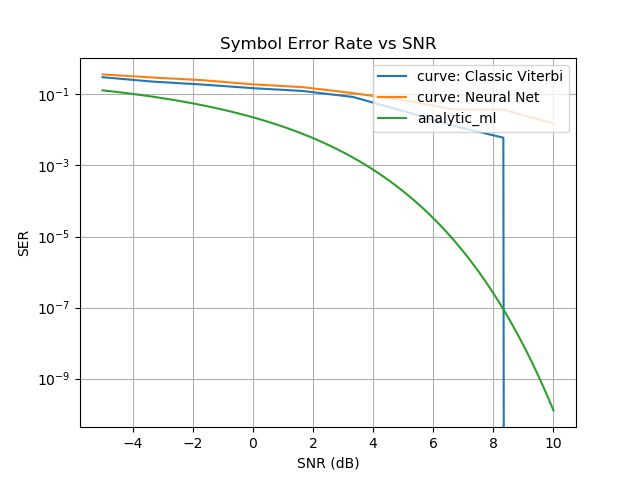 Symbol Error Rate vs SNR
curve: Classic Viterbi
curve: Neural Net
analytic_ml
SER
10⁻¹
10⁻³
10⁻⁵
10⁻⁷
10⁻⁹
−4 −2 0 2 4 6 8 10
SNR (dB)